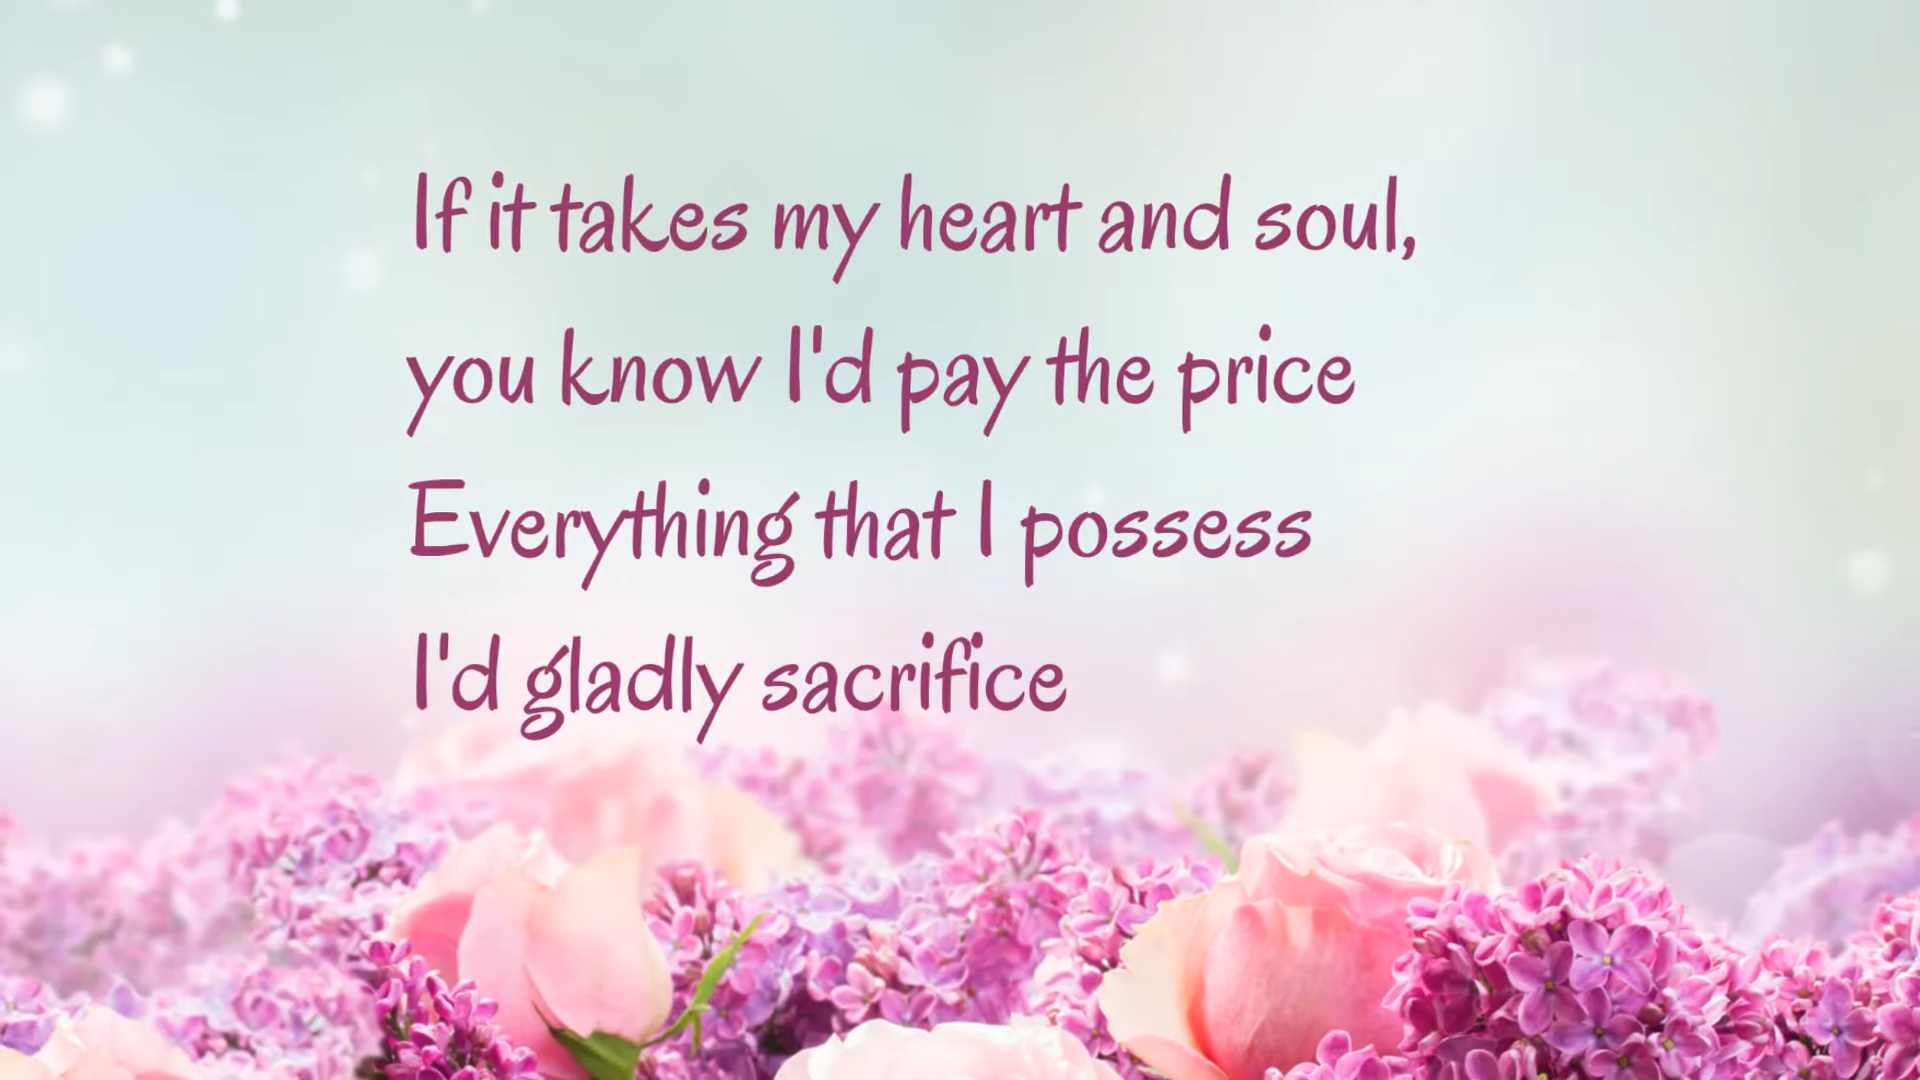 If it takes my heart and soul,
you know I'd pay the price
Everything that I possess
I'd gladly sacrifice